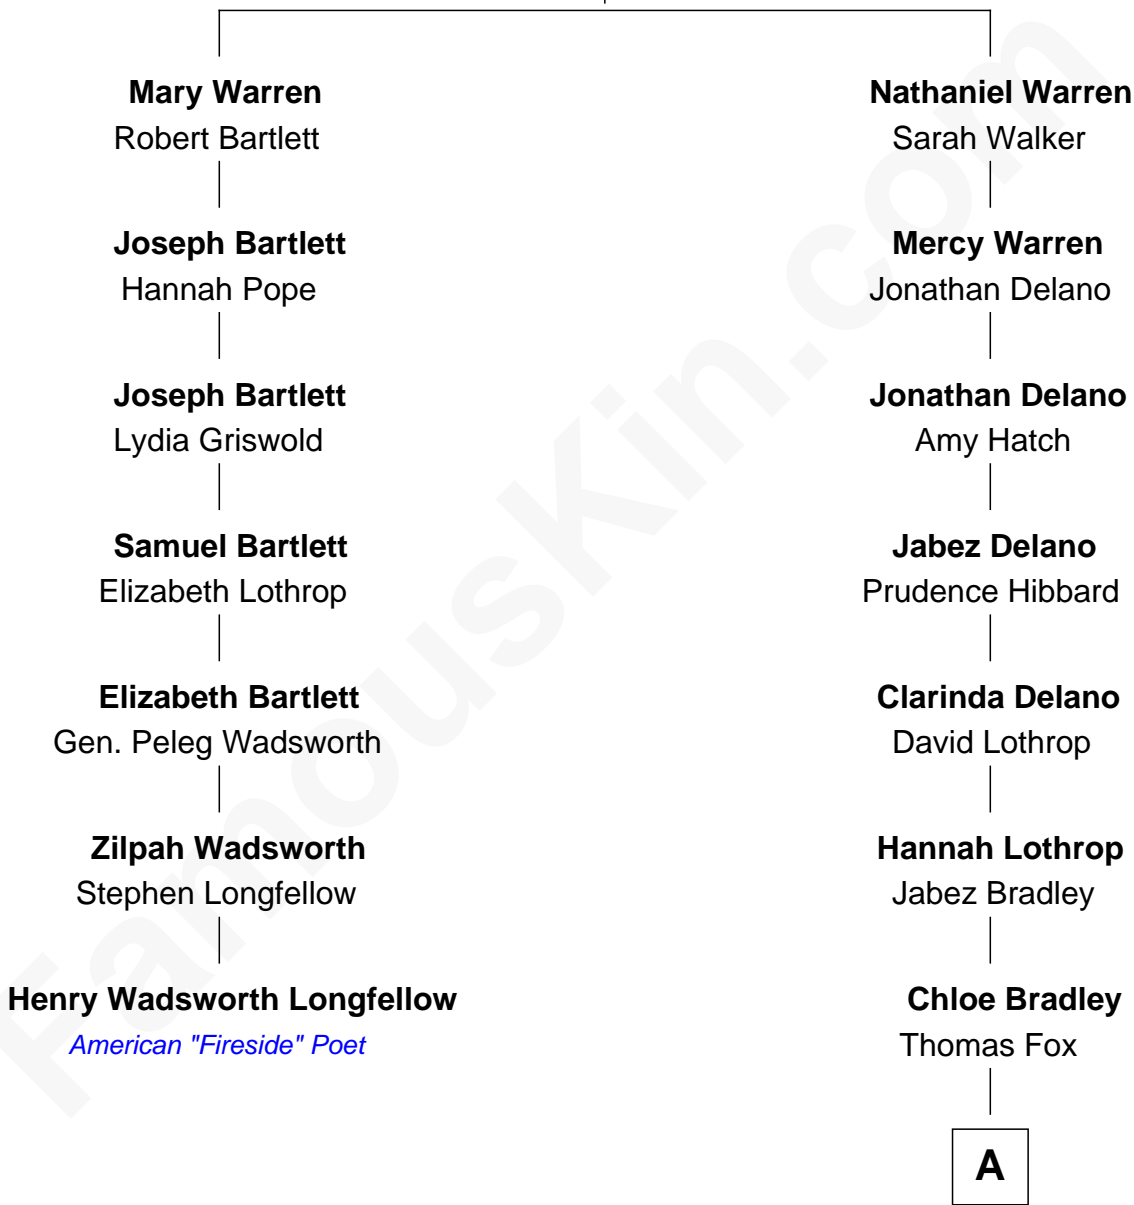 Mary Warren
Robert Bartlett
Joseph Bartlett
Hannah Pope
Joseph Bartlett
Lydia Griswold
Samuel Bartlett
Elizabeth Lothrop
Elizabeth Bartlett
Gen. Peleg Wadsworth
Zilpah Wadsworth
Stephen Longfellow
Henry Wadsworth Longfellow
American "Fireside" Poet
Nathaniel Warren
Sarah Walker
Mercy Warren
Jonathan Delano
Jonathan Delano
Amy Hatch
Jabez Delano
Prudence Hibbard
Clarinda Delano
David Lothrop
Hannah Lothrop
Jabez Bradley
Chloe Bradley
Thomas Fox
A
FamousKin.com